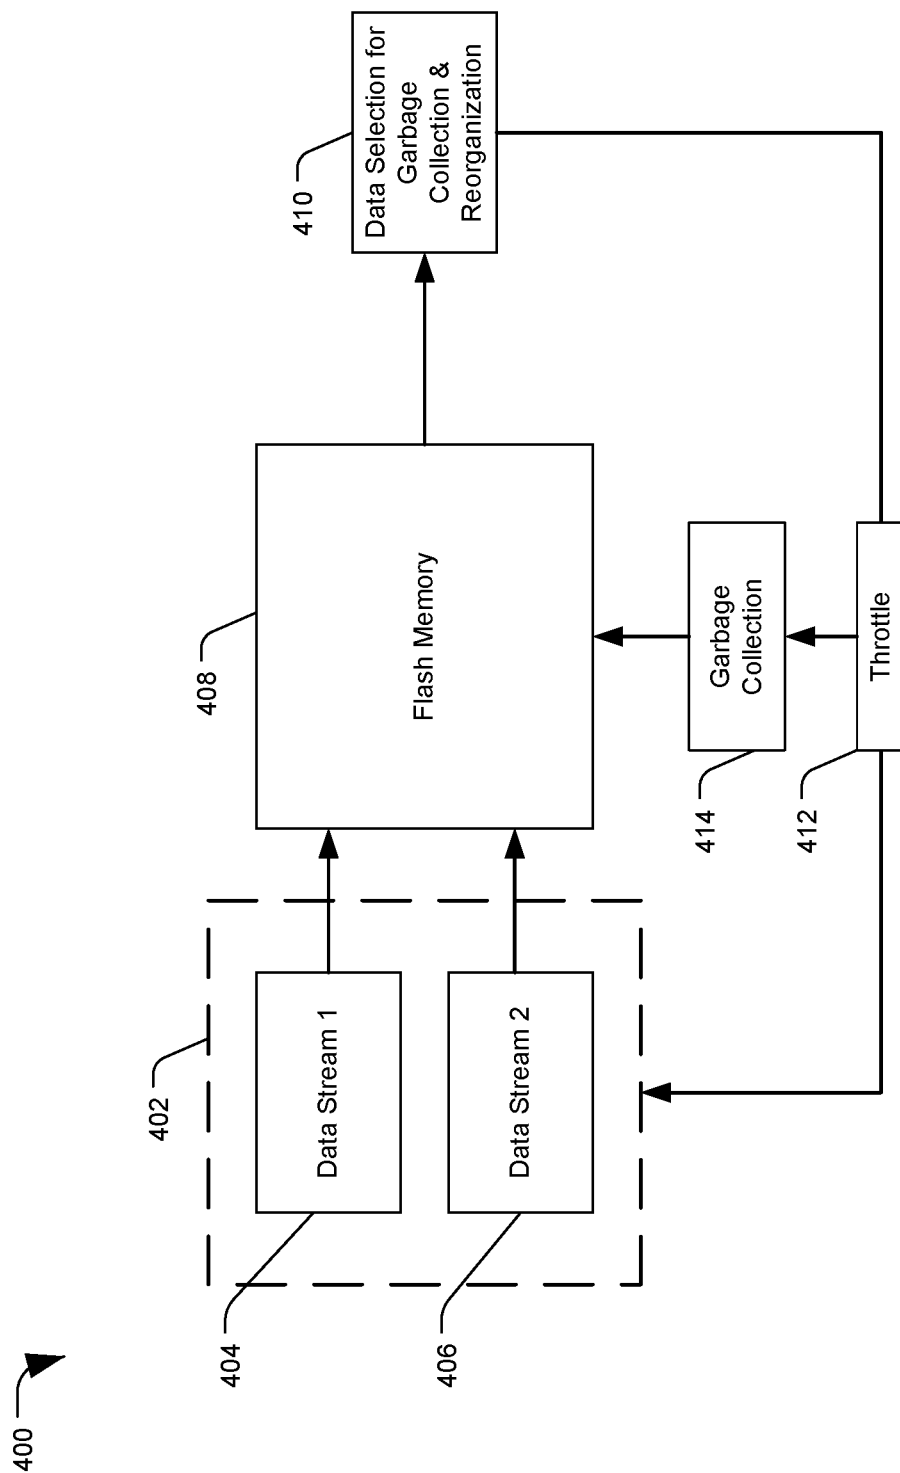 400
402
404
Data Stream 1
406
Data Stream 2
408
Flash Memory
410
Data Selection for
Garbage
Collection &
Reorganization
414
Garbage
Collection
412
Throttle